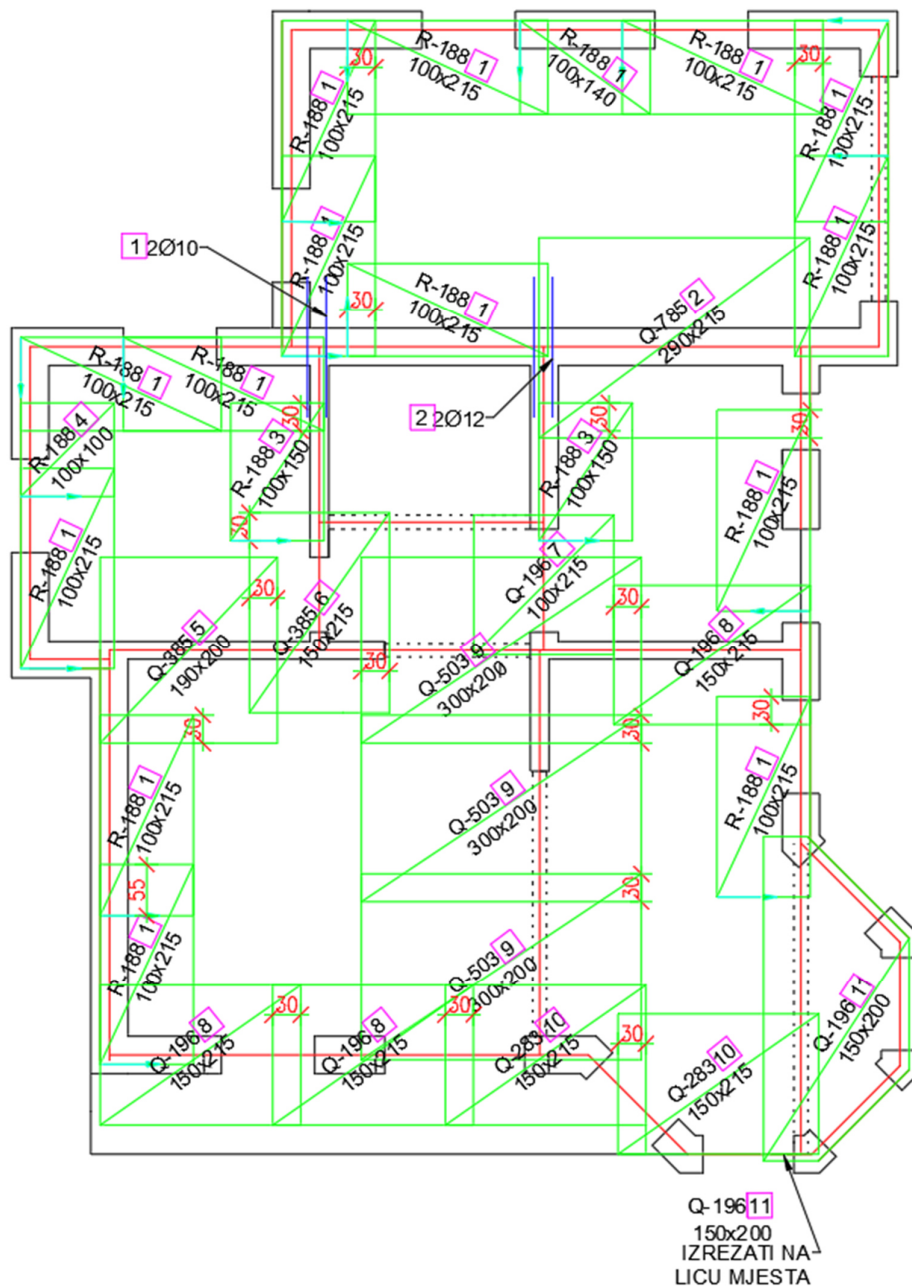 R-188 1
100x215
30
R-188 1
100x140
R-188 1
100x215
30
R-188 1
100x215
R-188 1
100x215
R-188 1
100x215
R-188 1
100x215
1 2Ø10
30
R-188 1
100x215
Q-785 2
290x215
R-188 1
100x215
R-188 1
100x215
2 2Ø12
R-188 4
100x100
30
R-188 3
100x150
30
R-188 3
100x150
30
R-188 1
100x215
R-188 1
100x215
30
Q-196 7
100x215
30
Q-385 6
150x215
30
Q-385 5
190x200
Q-503 9
300x200
30
Q-196 8
150x215
30
30
30
R-188 1
100x215
R-188 1
100x215
Q-503 9
300x200
55
30
R-188 1
100x215
Q-503 9
300x200
Q-196 11
150x200
30
Q-196 8
150x215
30
Q-196 8
150x215
Q-283 10
150x215
30
Q-283 10
150x215
Q-196 11
150x200
IZREZATI NA
LICU MJESTA